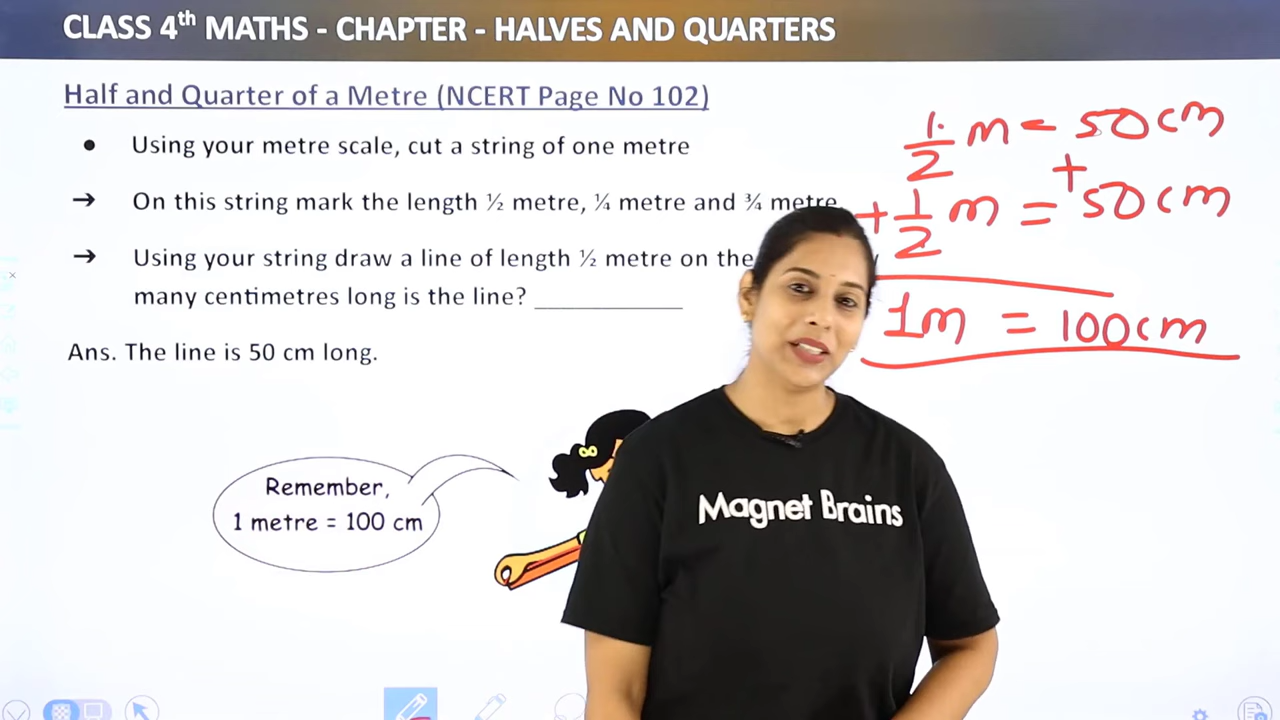 CLASS 4th MATHS - CHAPTER - HALVES AND QUARTERS
Half and Quarter of a Metre (NCERT Page No 102)
• Using your metre scale, cut a string of one metre
→ On this string mark the length ½ metre, ¼ metre and ¾ metre.
→ Using your string draw a line of length ½ metre on the
many centimetres long is the line? __________
Ans. The line is 50 cm long.
Remember,
1 metre = 100 cm
1/2 m = 50 cm
+
+ 1/2 m = 50 cm
1m = 100 cm
Magnet Brains